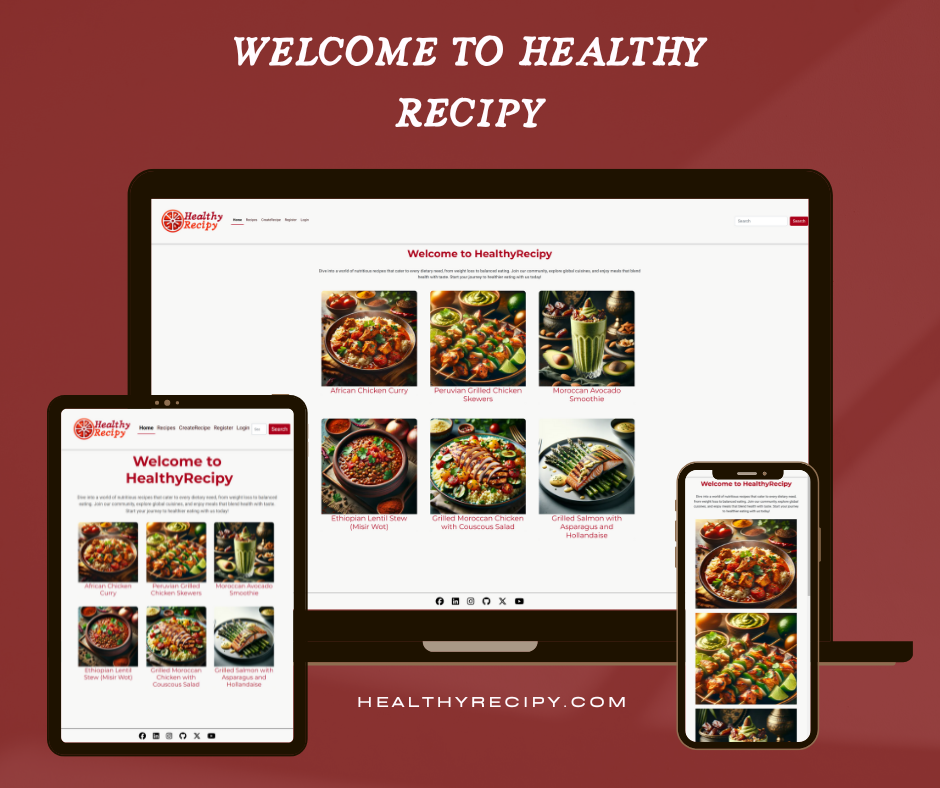 WELCOME TO HEALTHY
RECIPY
Healthy
Recipy
Home Recipes CreateRecipe Register Login
Search Search
Welcome to HealthyRecipy
Dive into a world of nutritious recipes that cater to every dietary need, from weight loss to balanced eating. Join our community, explore global cuisines, and enjoy meals that blend
health with taste. Start your journey to healthier eating with us today!
African Chicken Curry
Peruvian Grilled Chicken
Skewers
Moroccan Avocado
Smoothie
Ethiopian Lentil Stew
(Misir Wot)
Grilled Moroccan Chicken
with Couscous Salad
Grilled Salmon with
Asparagus and
Hollandaise
Healthy
Recipy
Home Recipes CreateRecipe Register Login
Search
Welcome to
HealthyRecipy
Dive into a world of nutritious recipes that cater to every dietary need, from weight loss to balanced
eating. Join our community, explore global cuisines, and enjoy meals that blend health with taste.
Start your journey to healthier eating with us today!
African Chicken
Curry
Peruvian Grilled
Chicken Skewers
Moroccan Avocado
Smoothie
Ethiopian Lentil
Stew (Misir Wot)
Grilled Moroccan
Chicken with
Couscous Salad
Grilled Salmon with
Asparagus and
Hollandaise
Welcome to HealthyRecipy
Dive into a world of nutritious recipes that cater to every dietary need,
from weight loss to balanced eating. Join our community, explore global
cuisines, and enjoy meals that blend health with taste. Start your journey
to healthier eating with us today!
HEALTHYRECIPY.COM